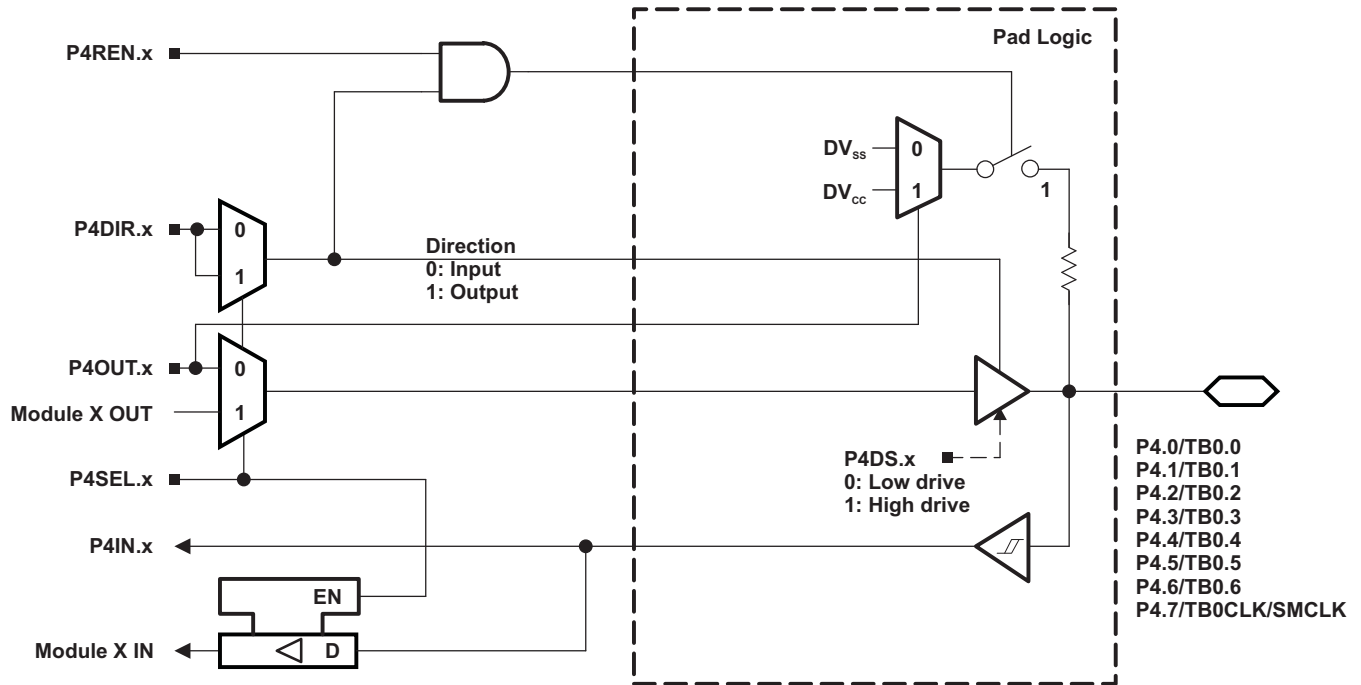 Pad Logic
P4REN.x
DVss
0
DVcc
1
1
P4DIR.x
0
1
Direction
0: Input
1: Output
P4OUT.x
0
Module X OUT
1
P4SEL.x
P4DS.x
0: Low drive
1: High drive
P4.0/TB0.0
P4.1/TB0.1
P4.2/TB0.2
P4.3/TB0.3
P4.4/TB0.4
P4.5/TB0.5
P4.6/TB0.6
P4.7/TB0CLK/SMCLK
P4IN.x
EN
Module X IN
D